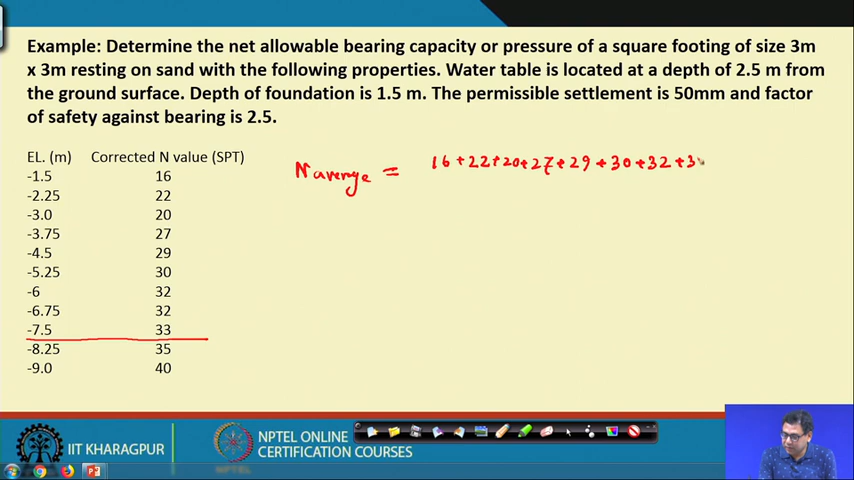 Example: Determine the net allowable bearing capacity or pressure of a square footing of size 3m
x 3m resting on sand with the following properties. Water table is located at a depth of 2.5 m from
the ground surface. Depth of foundation is 1.5 m. The permissible settlement is 50mm and factor
of safety against bearing is 2.5.
EL. (m) Corrected N value (SPT)
-1.5 16
-2.25 22
-3.0 20
-3.75 27
-4.5 29
-5.25 30
-6 32
-6.75 32
-7.5 33
-8.25 35
-9.0 40
N average = 16+22+20+27+29+30+32+3
IIT KHARAGPUR
NPTEL ONLINE
CERTIFICATION COURSES
NPTEL